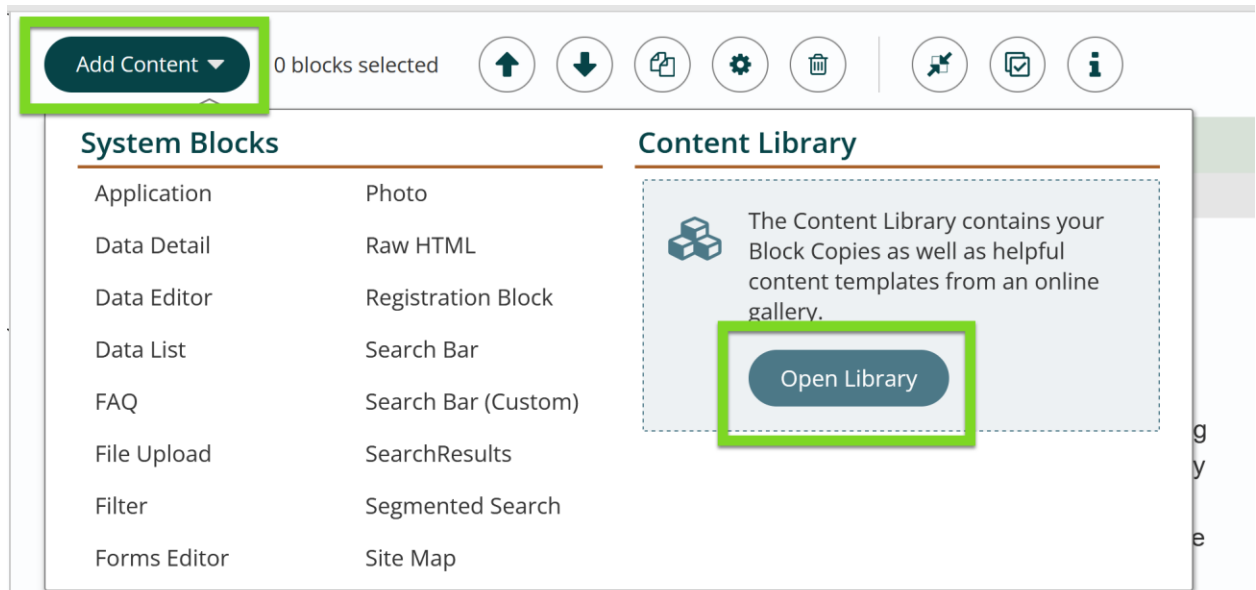 Add Content
0 blocks selected
System Blocks
Application
Data Detail
Data Editor
Data List
FAQ
File Upload
Filter
Forms Editor
Photo
Raw HTML
Registration Block
Search Bar
Search Bar (Custom)
SearchResults
Segmented Search
Site Map
Content Library
The Content Library contains your
Block Copies as well as helpful
content templates from an online
gallery.
Open Library
g
y
e